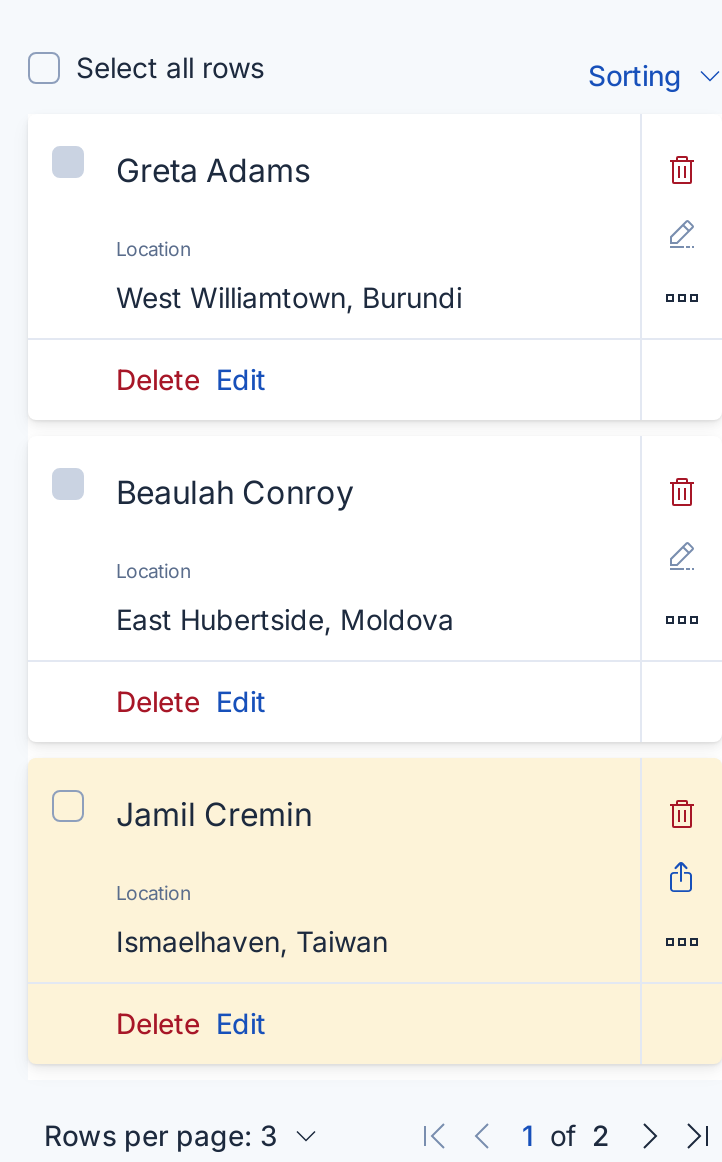 Select all rows
Sorting
Greta Adams
Location
West Williamtown, Burundi
Delete Edit
Beaulah Conroy
Location
East Hubertside, Moldova
Delete Edit
Jamil Cremin
Location
Ismaelhaven, Taiwan
Delete Edit
Rows per page: 3 1 of 2